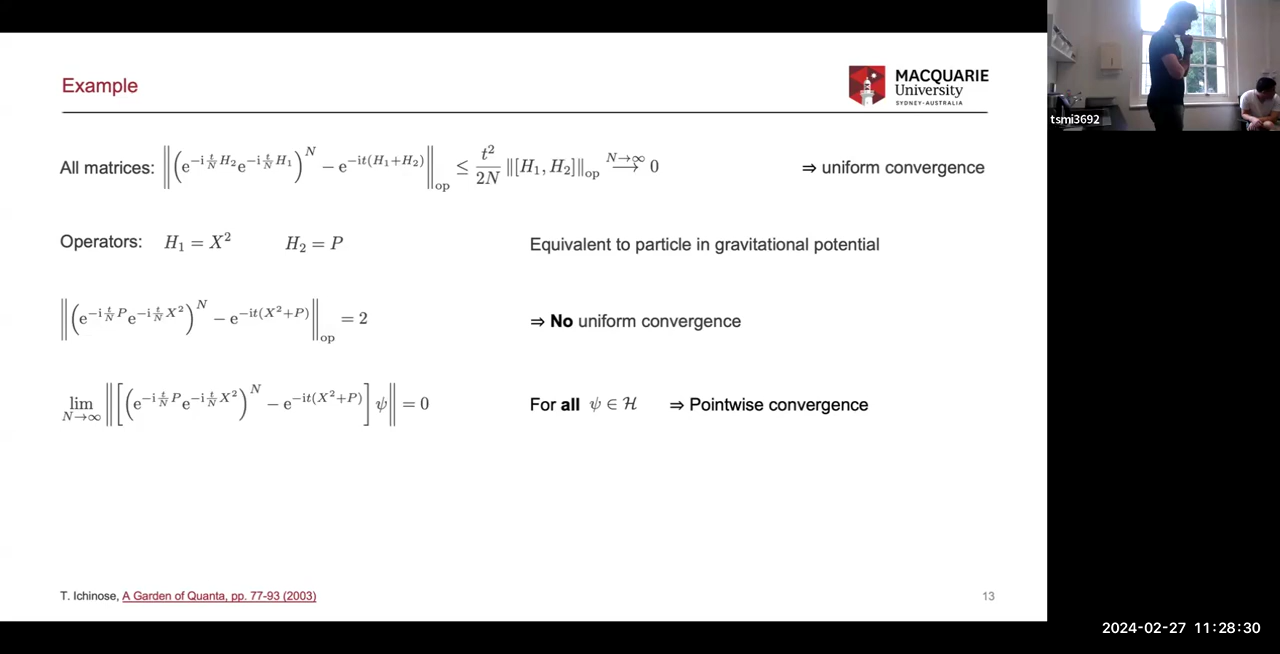 Example
MACQUARIE
University
SYDNEY·AUSTRALIA
tsmi3692
All matrices: ‖(e^{-i t/N H₂} e^{-i t/N H₁})^N − e^{-it(H₁+H₂)}‖_op ≤ t²/2N ‖[H₁, H₂]‖_op ⟶^{N→∞} 0 ⇒ uniform convergence
Operators: H₁ = X² H₂ = P Equivalent to particle in gravitational potential
‖(e^{-i t/N P} e^{-i t/N X²})^N − e^{-it(X²+P)}‖_op = 2 ⇒ No uniform convergence
lim_{N→∞} ‖[(e^{-i t/N P} e^{-i t/N X²})^N − e^{-it(X²+P)}] ψ‖ = 0 For all ψ ∈ ℋ ⇒ Pointwise convergence
T. Ichinose, A Garden of Quanta, pp. 77-93 (2003)
13
2024-02-27 11:28:30